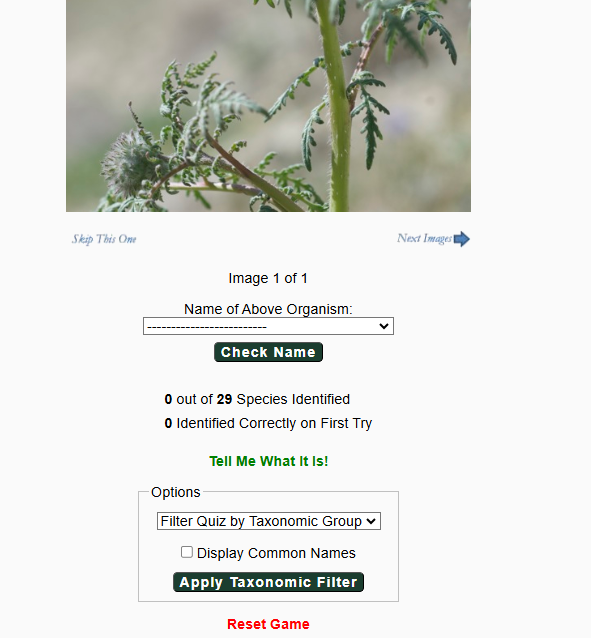 Skip This One
Next Images
Image 1 of 1
Name of Above Organism:
-------------------------
Check Name
0 out of 29 Species Identified
0 Identified Correctly on First Try
Tell Me What It Is!
Options
Filter Quiz by Taxonomic Group
Display Common Names
Apply Taxonomic Filter
Reset Game